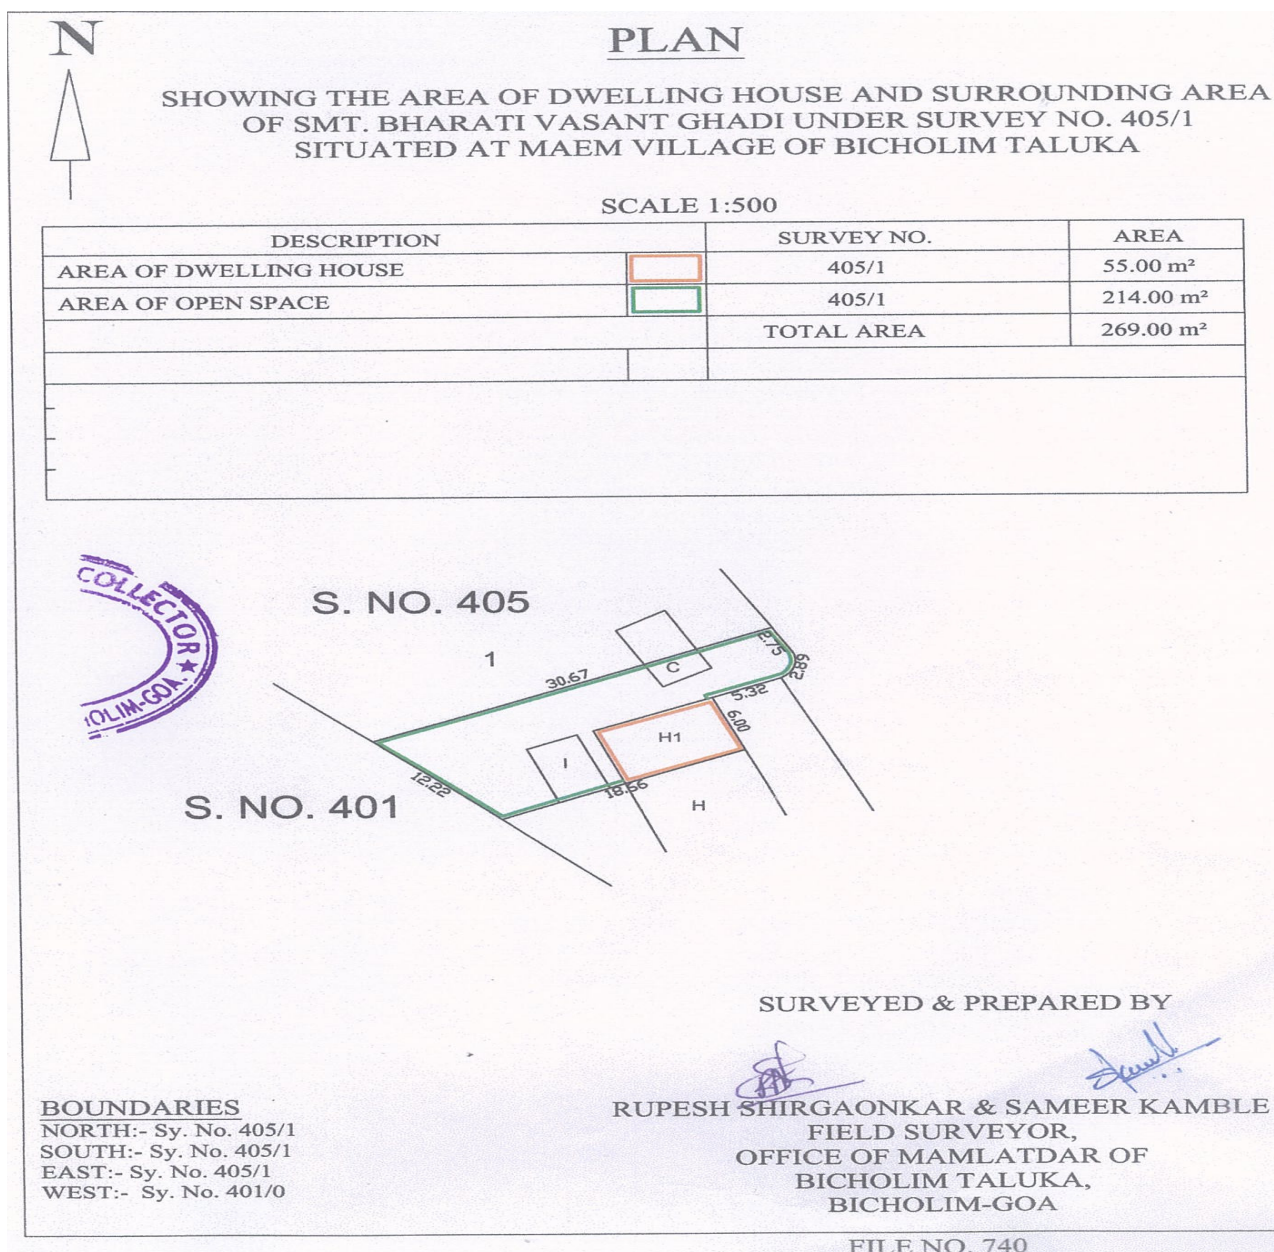 N
PLAN
SHOWING THE AREA OF DWELLING HOUSE AND SURROUNDING AREA
OF SMT. BHARATI VASANT GHADI UNDER SURVEY NO. 405/1
SITUATED AT MAEM VILLAGE OF BICHOLIM TALUKA
SCALE 1:500
DESCRIPTION SURVEY NO. AREA
AREA OF DWELLING HOUSE 405/1 55.00 m²
AREA OF OPEN SPACE 405/1 214.00 m²
TOTAL AREA 269.00 m²
COLLECTOR ★
OLIM-GOA.
S. NO. 405
1
30.67
C
2.75
2.89
5.32
6.00
H1
I
12.22
18.56
H
S. NO. 401
SURVEYED & PREPARED BY
RUPESH SHIRGAONKAR & SAMEER KAMBLE
FIELD SURVEYOR,
OFFICE OF MAMLATDAR OF
BICHOLIM TALUKA,
BICHOLIM-GOA
BOUNDARIES
NORTH:- Sy. No. 405/1
SOUTH:- Sy. No. 405/1
EAST:- Sy. No. 405/1
WEST:- Sy. No. 401/0
FILE NO. 740